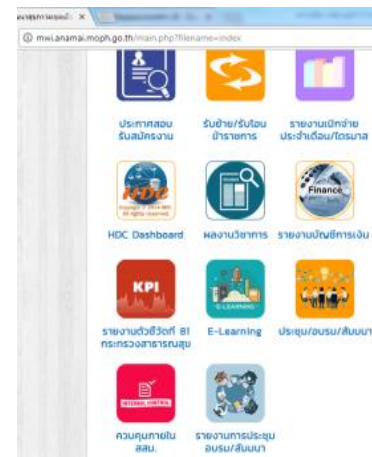 mwi.anamai.moph.go.th/main.php?filename=index
ประกาศสอบ
รับสมัครงาน
รับย้าย/รับโอน
ข้าราชการ
รายงานเบิกจ่าย
ประจำเดือน/ไตรมาส
HDC
HDC Dashboard
ผลงานวิชาการ
Finance
รายงานบัญชีการเงิน
KPI
รายงานตัวชี้วัดที่ 81
กระทรวงสาธารณสุข
E-LEARNING
E-Learning
ประชุม/อบรม/สัมมนา
INTERNAL CONTROL
ควบคุมภายใน
สสม.
รายงานการประชุม
อบรม/สัมมนา